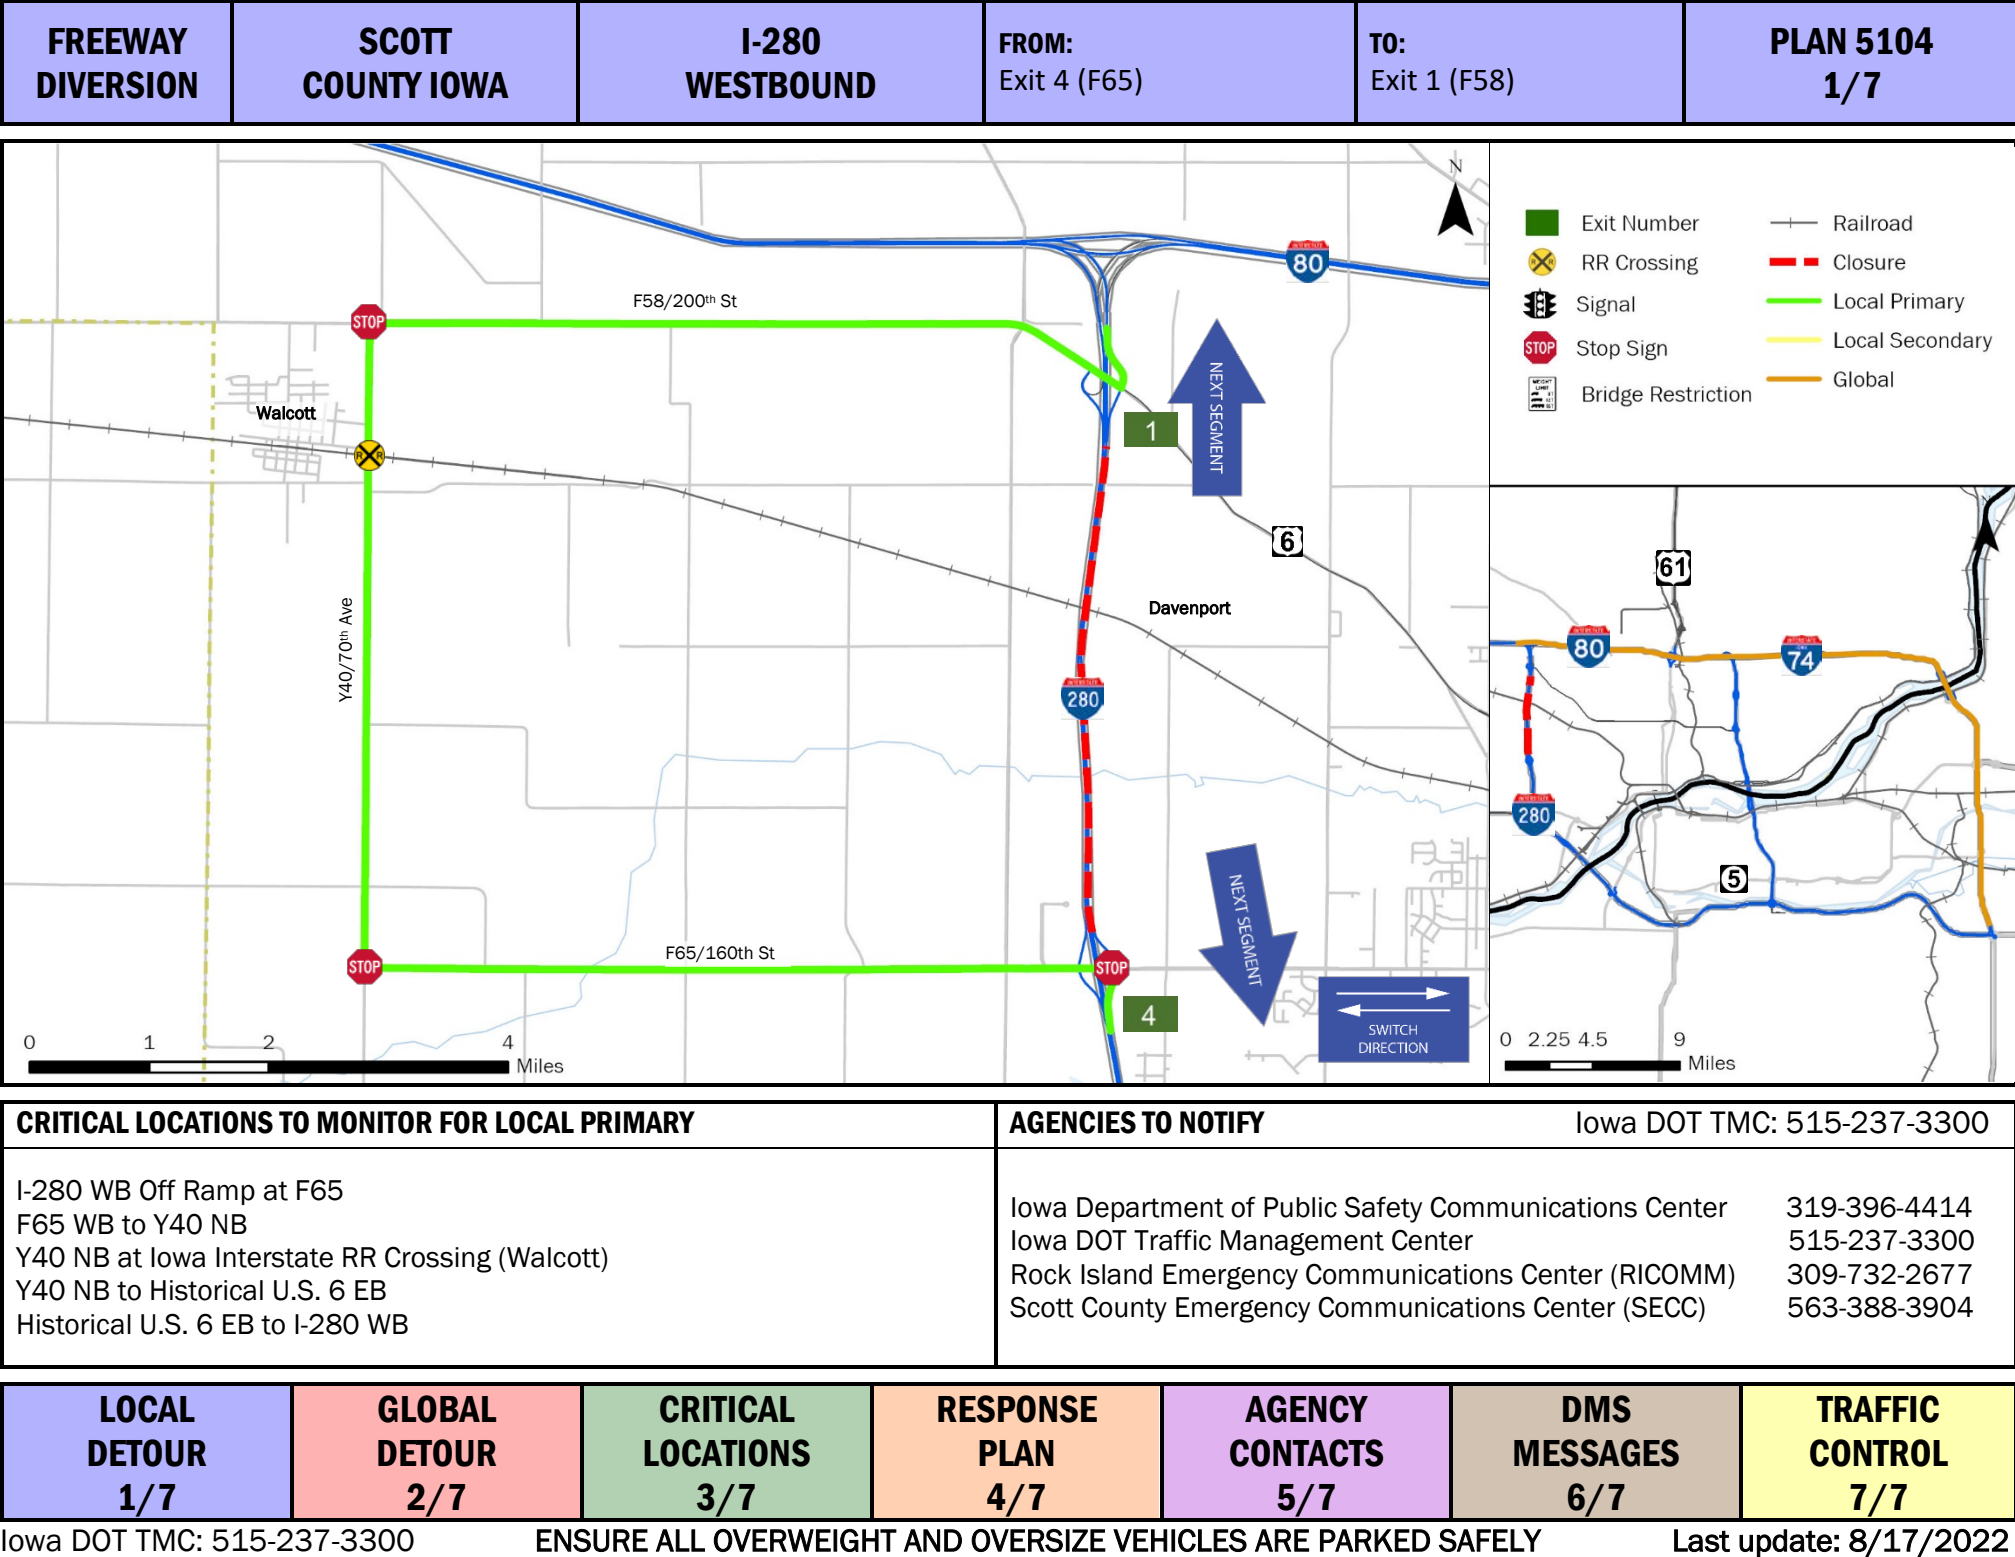 FREEWAY
DIVERSION
SCOTT
COUNTY IOWA
I-280
WESTBOUND
FROM:
Exit 4 (F65)
TO:
Exit 1 (F58)
PLAN 5104
1/7
N
INTERSTATE
80
F58/200th St
STOP
Walcott
R R
1
NEXT SEGMENT
6
Davenport
Y40/70th Ave
INTERSTATE
280
NEXT SEGMENT
F65/160th St
STOP
STOP
4
SWITCH
DIRECTION
0 1 2 4
Miles
Exit Number
Railroad
R R
RR Crossing
Closure
Signal
Local Primary
STOP
Stop Sign
Local Secondary
Global
WEIGHT
LIMIT
Bridge Restriction
61
INTERSTATE
80
INTERSTATE
74
INTERSTATE
280
5
0 2.25 4.5 9
Miles
CRITICAL LOCATIONS TO MONITOR FOR LOCAL PRIMARY
I-280 WB Off Ramp at F65
F65 WB to Y40 NB
Y40 NB at Iowa Interstate RR Crossing (Walcott)
Y40 NB to Historical U.S. 6 EB
Historical U.S. 6 EB to I-280 WB
AGENCIES TO NOTIFY Iowa DOT TMC: 515-237-3300
Iowa Department of Public Safety Communications Center 319-396-4414
Iowa DOT Traffic Management Center 515-237-3300
Rock Island Emergency Communications Center (RICOMM) 309-732-2677
Scott County Emergency Communications Center (SECC) 563-388-3904
LOCAL
DETOUR
1/7
GLOBAL
DETOUR
2/7
CRITICAL
LOCATIONS
3/7
RESPONSE
PLAN
4/7
AGENCY
CONTACTS
5/7
DMS
MESSAGES
6/7
TRAFFIC
CONTROL
7/7
Iowa DOT TMC: 515-237-3300 ENSURE ALL OVERWEIGHT AND OVERSIZE VEHICLES ARE PARKED SAFELY Last update: 8/17/2022